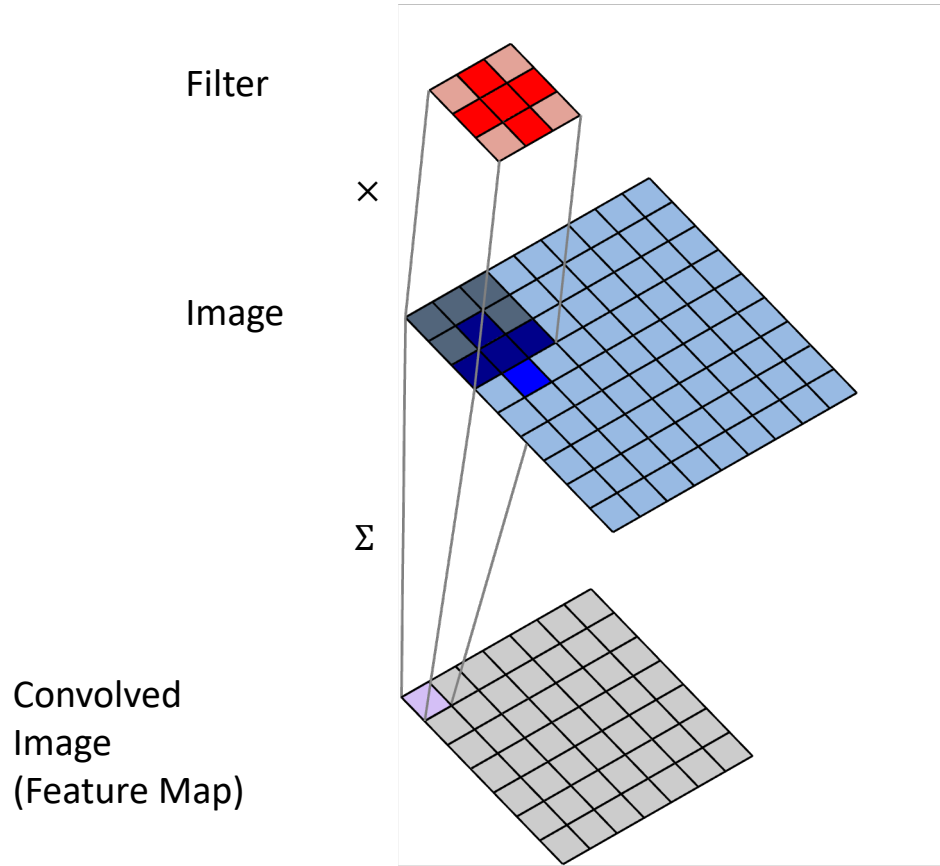 Filter
×
Image
Σ
Convolved
Image
(Feature Map)